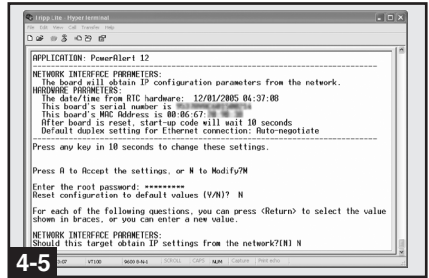 Tripp_Lite - HyperTerminal
File Edit View Call Transfer Help
APPLICATION: PowerAlert 12
NETWORK INTERFACE PARAMETERS:
The board will obtain IP configuration parameters from the network.
HARDWARE PARAMETERS:
The date/time from RTC hardware: 12/01/2005 04:37:08
This board's serial number is
This board's MAC Address is 00:06:67:
After board is reset, start-up code will wait 10 seconds
Default duplex setting for Ethernet connection: Auto-negotiate
Press any key in 10 seconds to change these settings.
Press A to Accept the settings, or N to Modify?M
Enter the root password: *********
Reset configuration to default values (Y/N)? N
For each of the following questions, you can press <Return> to select the value
shown in braces, or you can enter a new value.
NETWORK INTERFACE PARAMETERS:
Should this target obtain IP settings from the network?[N] N
4-5
VT100 9600 8-N-1 SCROLL CAPS NUM Capture Print echo